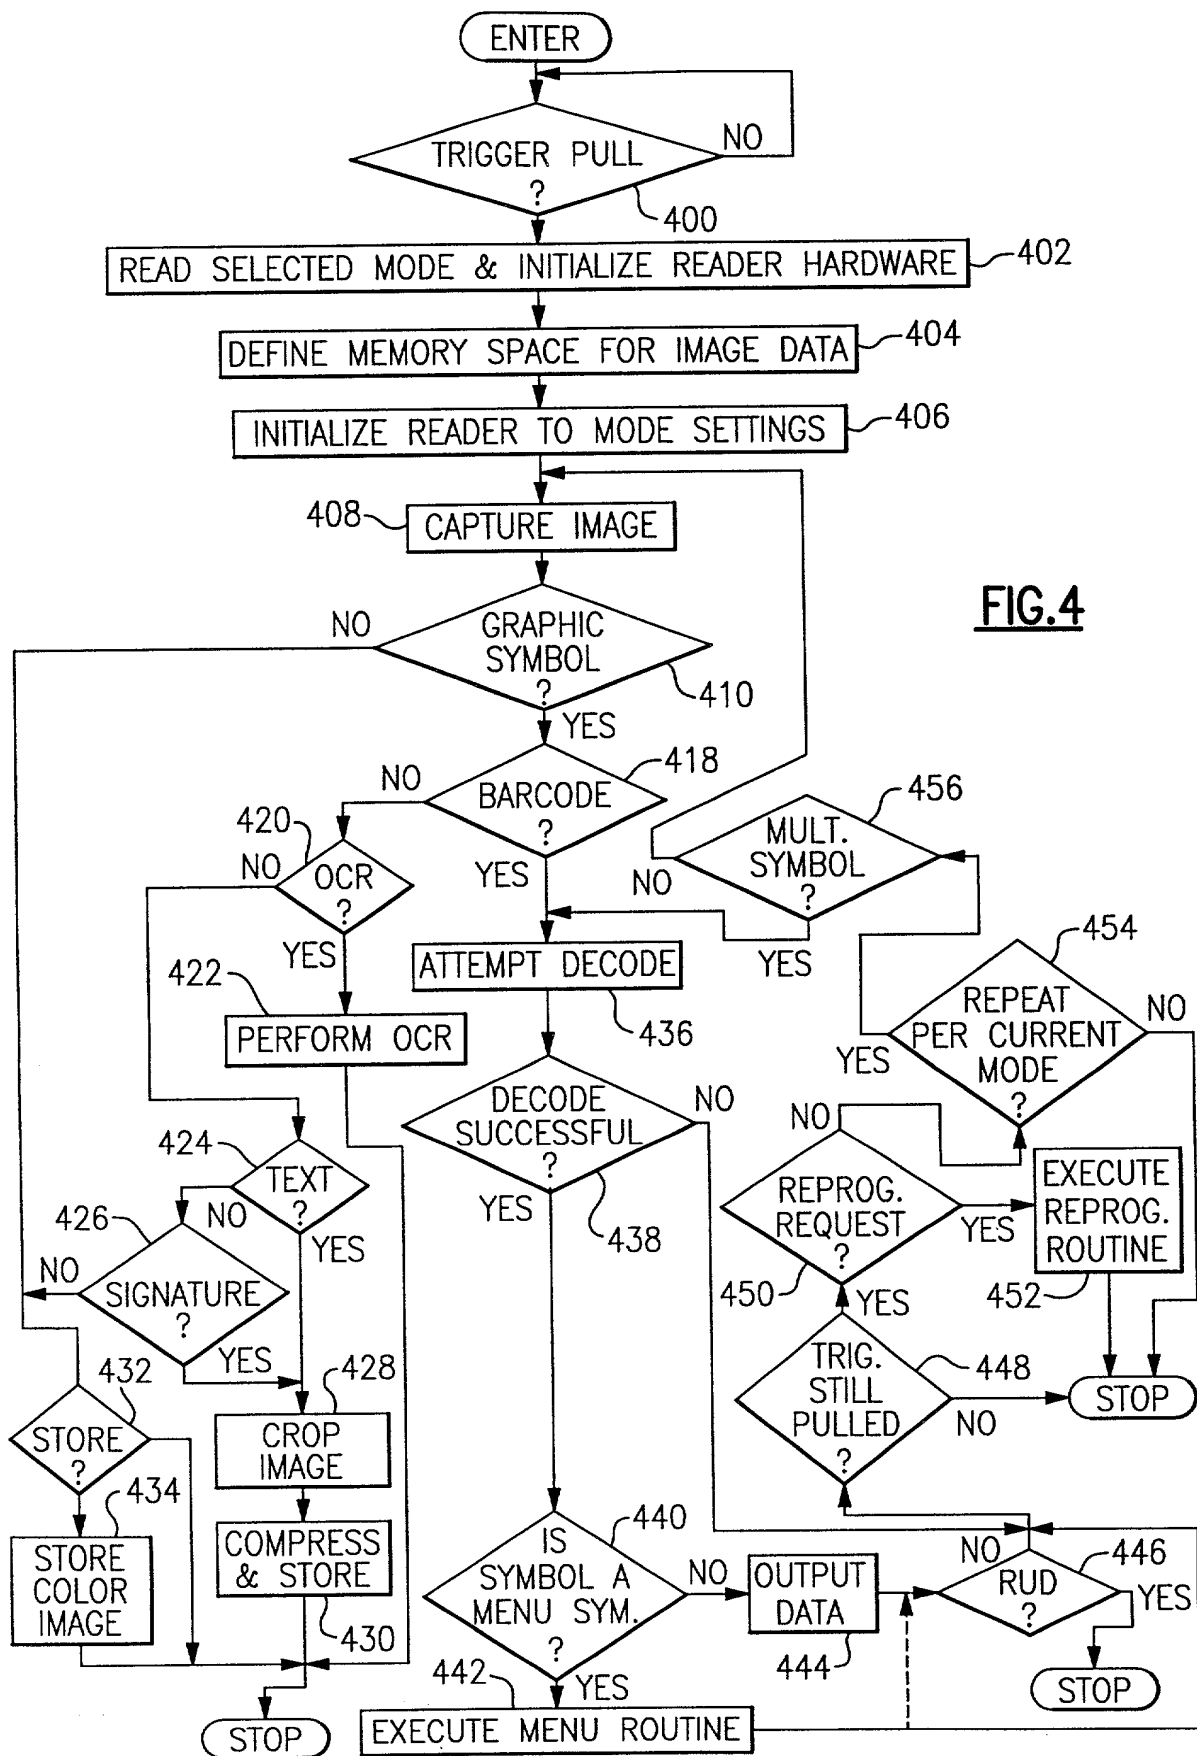 ENTER
TRIGGER PULL
?
NO
400
READ SELECTED MODE & INITIALIZE READER HARDWARE
402
DEFINE MEMORY SPACE FOR IMAGE DATA
404
INITIALIZE READER TO MODE SETTINGS
406
408
CAPTURE IMAGE
FIG.4
NO
GRAPHIC
SYMBOL
?
410
YES
NO
BARCODE
?
418
YES
420
NO
OCR
?
YES
456
MULT.
SYMBOL
?
NO
YES
422
PERFORM OCR
ATTEMPT DECODE
436
454
REPEAT
PER CURRENT
MODE
?
YES
NO
DECODE
SUCCESSFUL
?
NO
YES
438
424
TEXT
?
NO
YES
426
NO
SIGNATURE
?
YES
NO
REPROG.
REQUEST
?
450
YES
YES
EXECUTE
REPROG.
ROUTINE
452
TRIG.
STILL
PULLED
?
448
NO
STOP
432
STORE
?
428
CROP
IMAGE
434
STORE
COLOR
IMAGE
COMPRESS
& STORE
430
STOP
IS
SYMBOL A
MENU SYM.
?
440
NO
YES
OUTPUT
DATA
444
NO
RUD
?
446
YES
STOP
442
EXECUTE MENU ROUTINE